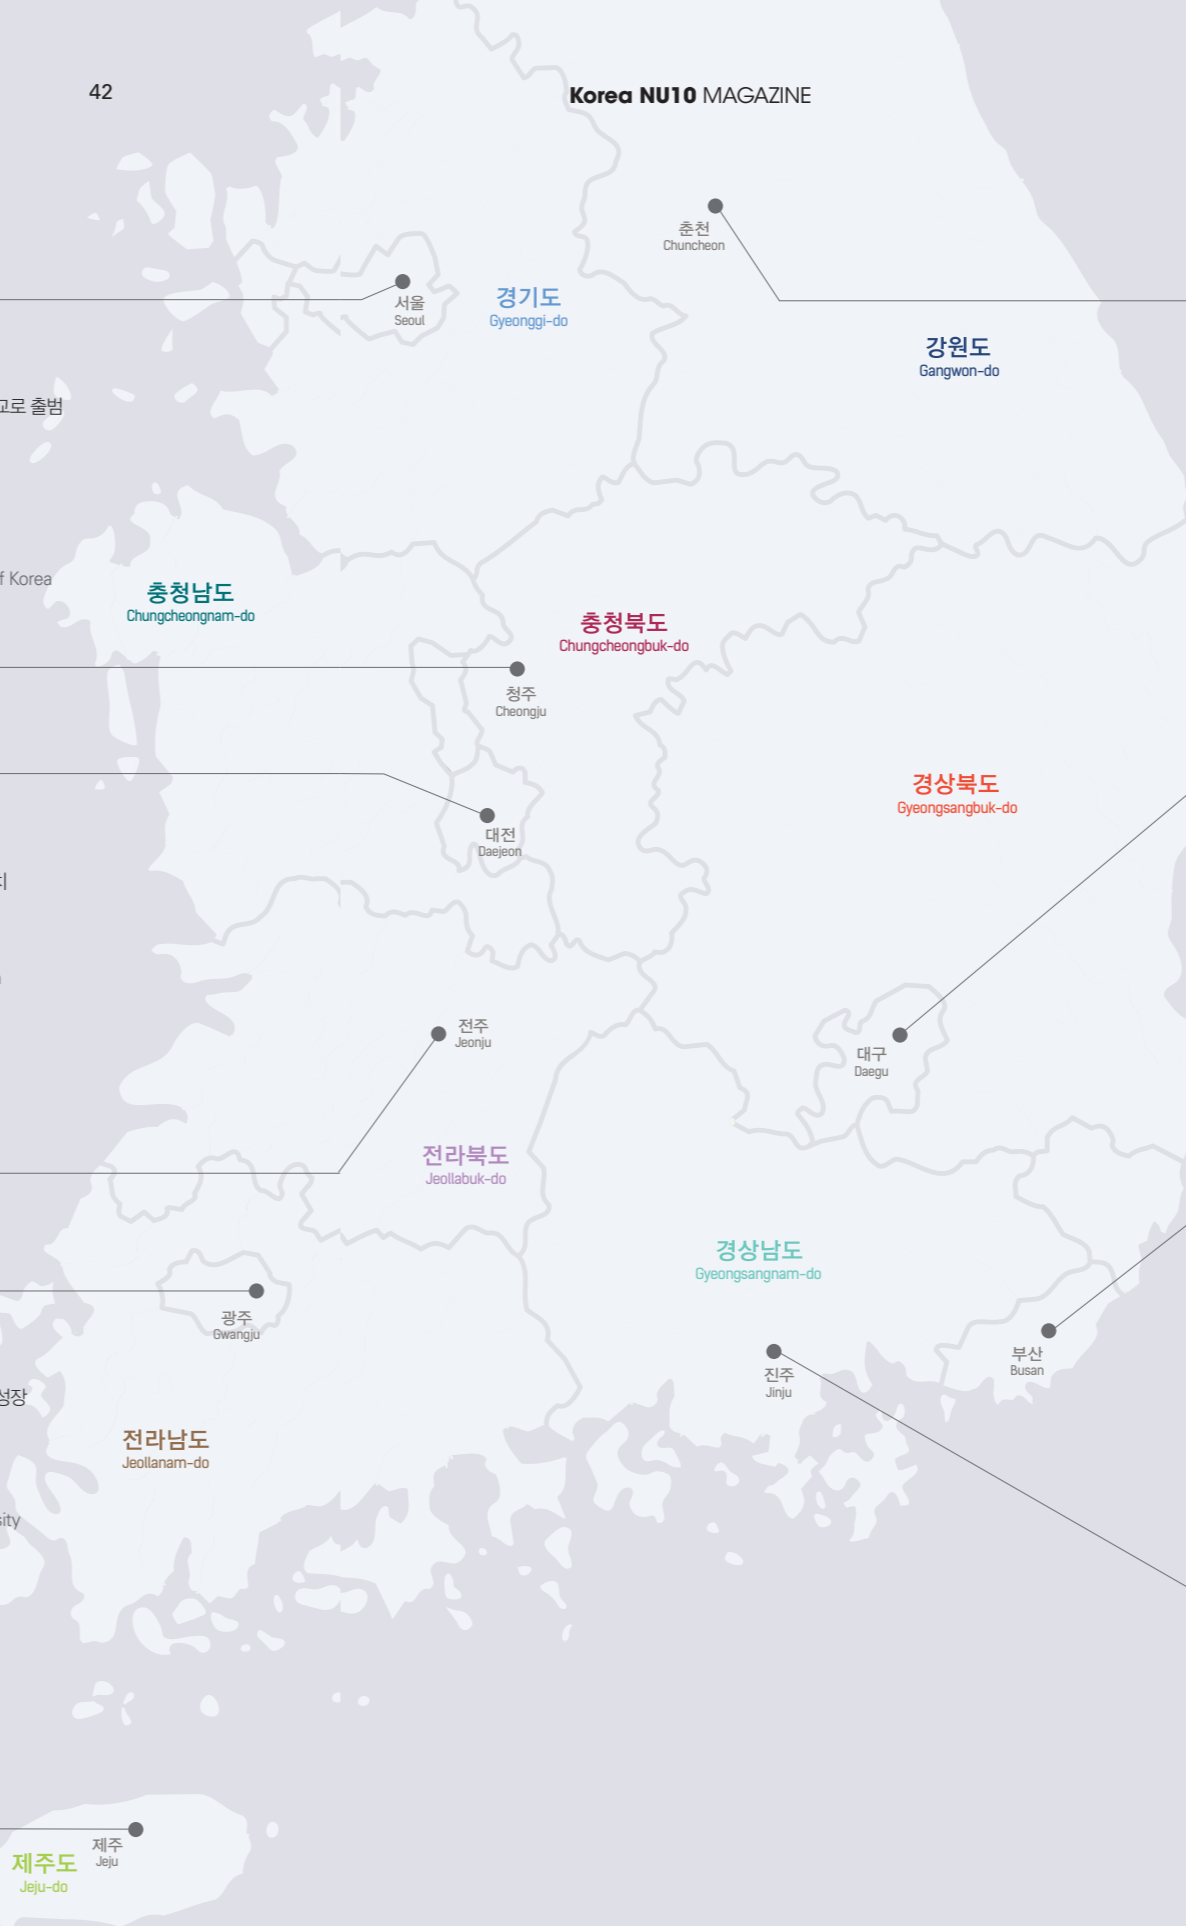 42
Korea NU10 MAGAZINE
춘천
Chuncheon
서울
Seoul
경기도
Gyeonggi-do
강원도
Gangwon-do
교로 출범
f Korea
충청남도
Chungcheongnam-do
충청북도
Chungcheongbuk-do
청주
Cheongju
경상북도
Gyeongsangbuk-do
대전
Daejeon
전주
Jeonju
대구
Daegu
전라북도
Jeollabuk-do
경상남도
Gyeongsangnam-do
광주
Gwangju
부산
Busan
진주
Jinju
성장
전라남도
Jeollanam-do
sity
제주
Jeju
제주도
Jeju-do